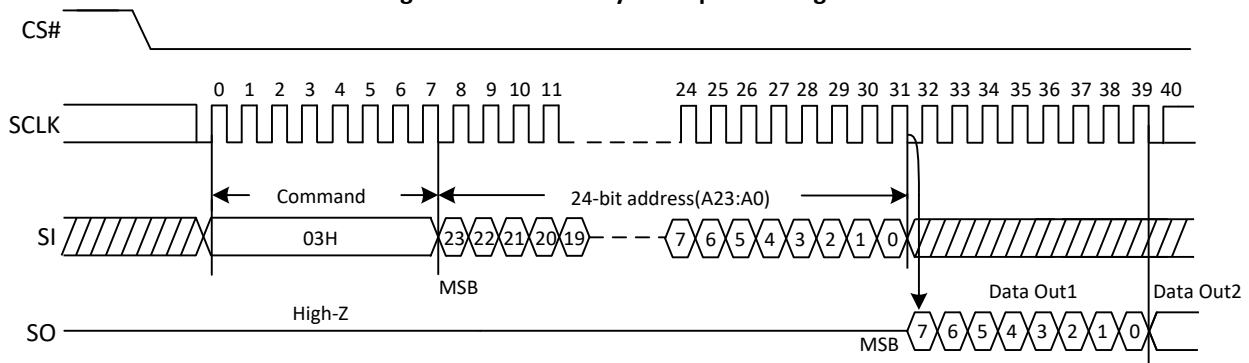 CS#
0 1 2 3 4 5 6 7 8 9 10 11 24 25 26 27 28 29 30 31 32 33 34 35 36 37 38 39 40
SCLK
Command 24-bit address(A23:A0)
SI 03H 23 22 21 20 19 7 6 5 4 3 2 1 0
MSB Data Out1 Data Out2
High-Z
SO MSB 7 6 5 4 3 2 1 0